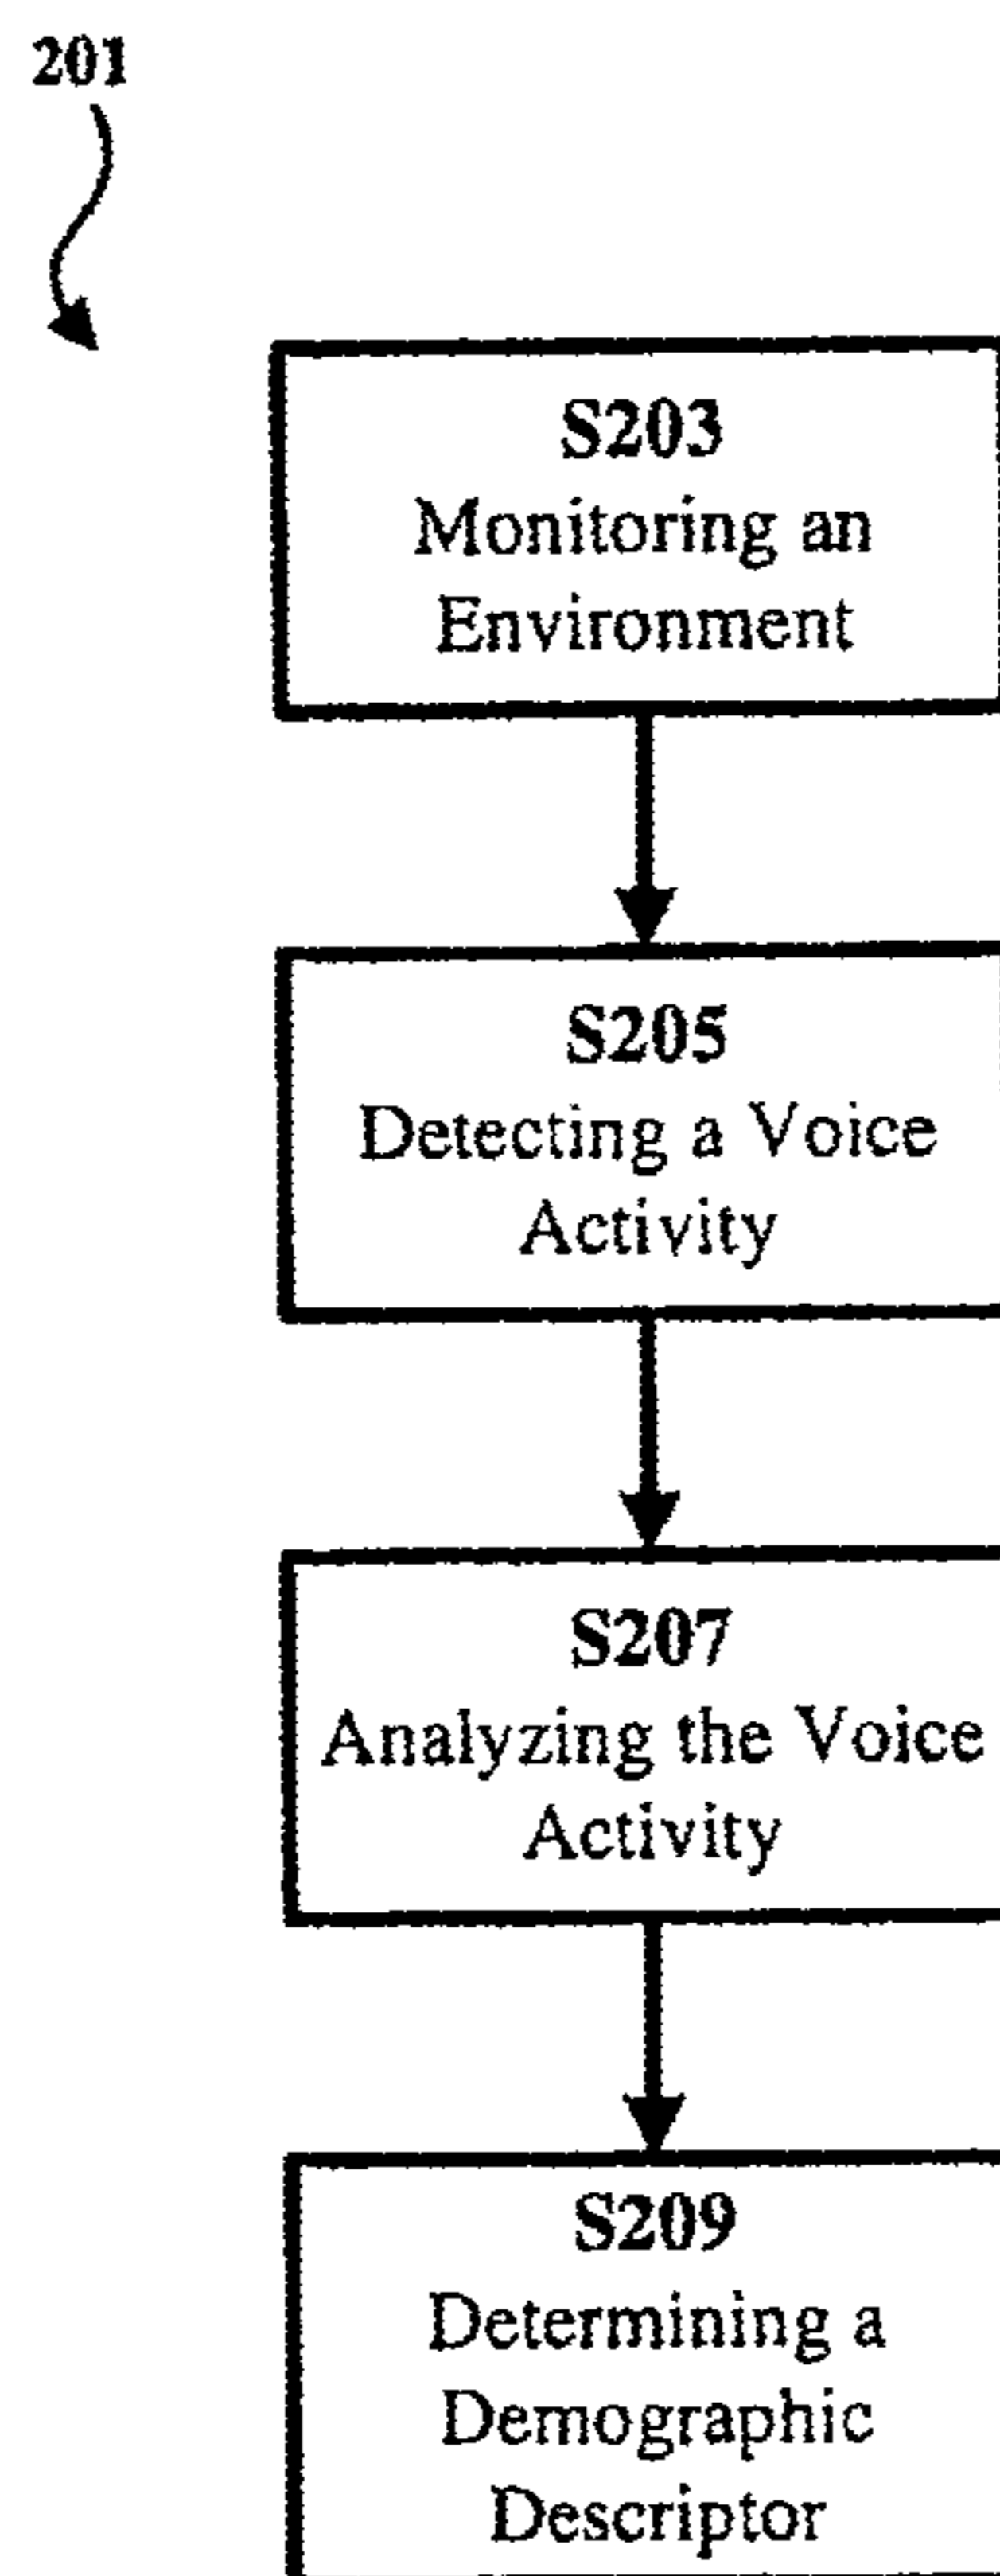 201
S203
Monitoring an
Environment
S205
Detecting a Voice
Activity
S207
Analyzing the Voice
Activity
S209
Determining a
Demographic
Descriptor